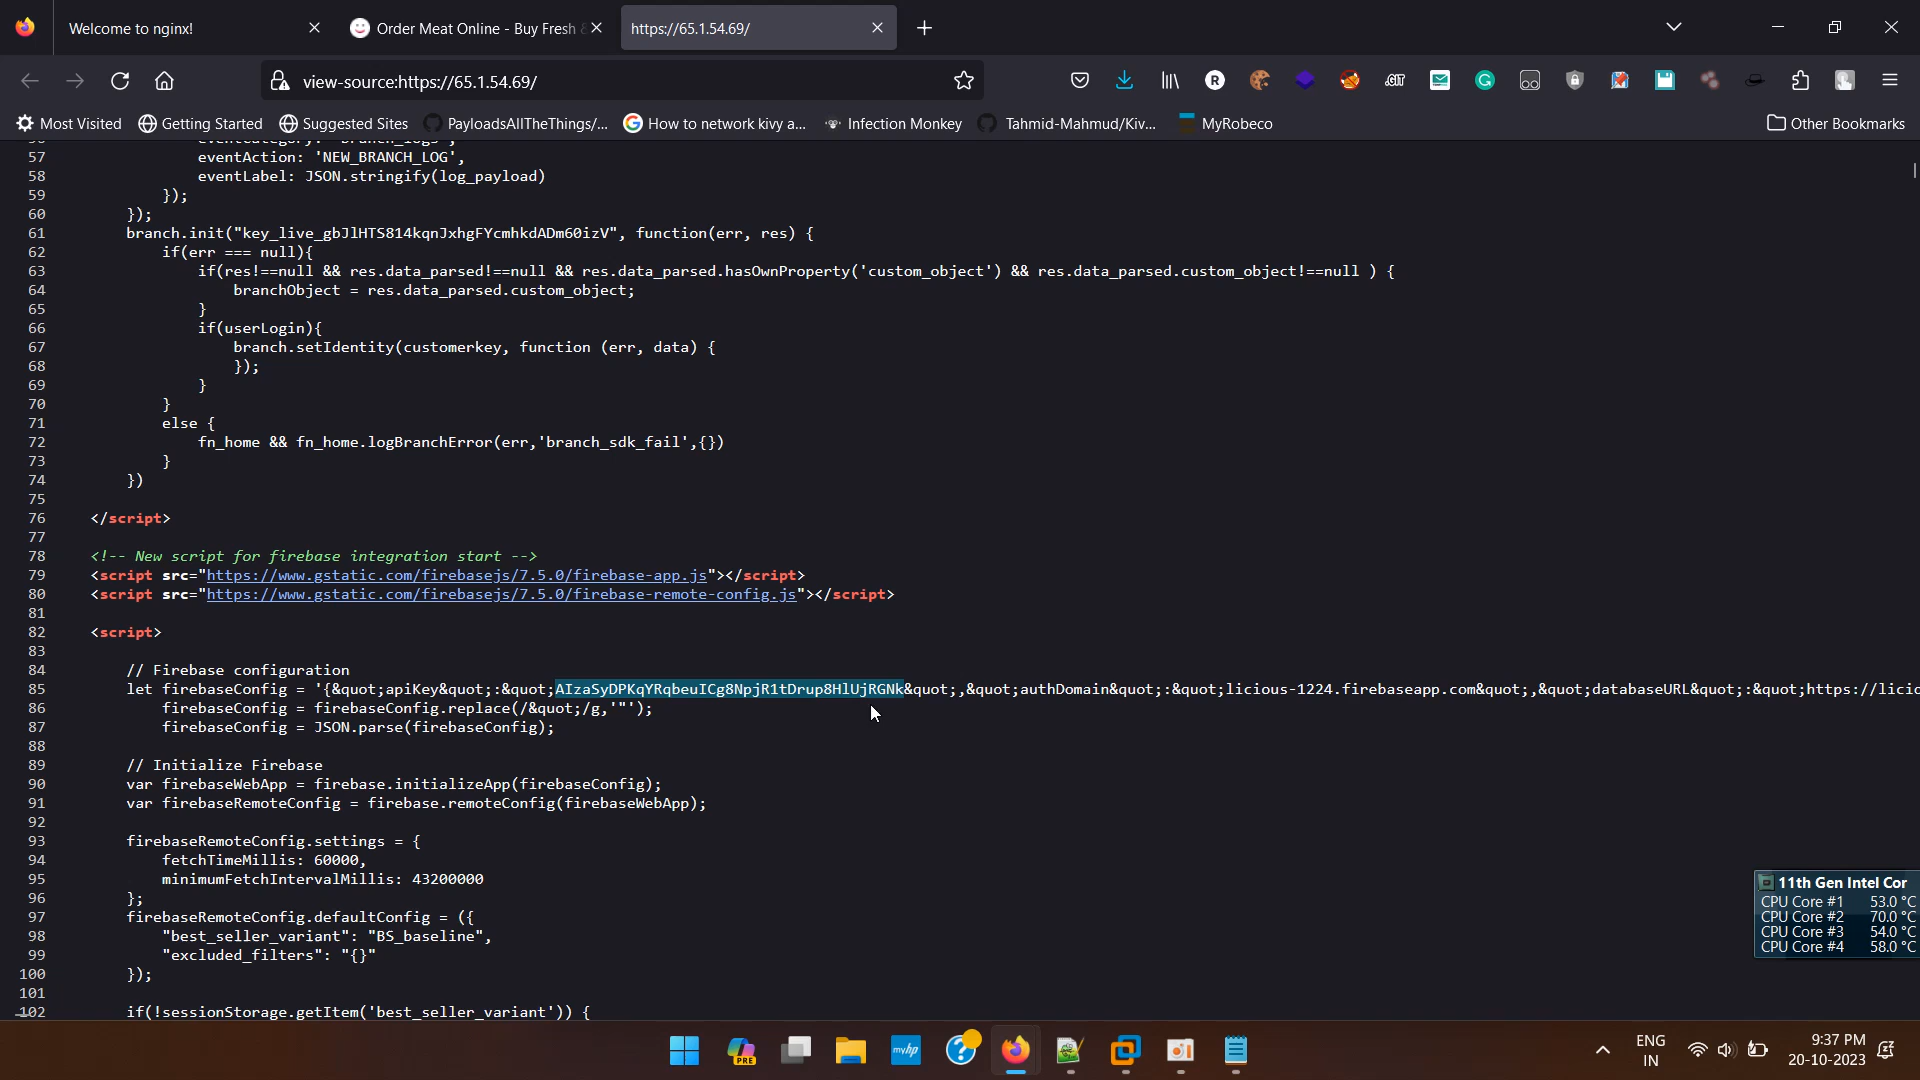 Welcome to nginx!
Order Meat Online - Buy Fresh &
https://65.1.54.69/
view-source:https://65.1.54.69/
R
.GIT
G
Most Visited
Getting Started
Suggested Sites
PayloadsAllTheThings/...
How to network kivy a...
Infection Monkey
Tahmid-Mahmud/Kiv...
MyRobeco
Other Bookmarks
57 eventAction: 'NEW_BRANCH_LOG',
58 eventLabel: JSON.stringify(log_payload)
59 });
60 });
61 branch.init("key_live_gbJlHTS814kqnJxhgFYcmhkdADm60izV", function(err, res) {
62 if(err === null){
63 if(res!==null && res.data_parsed!==null && res.data_parsed.hasOwnProperty('custom_object') && res.data_parsed.custom_object!==null ) {
64 branchObject = res.data_parsed.custom_object;
65 }
66 if(userLogin){
67 branch.setIdentity(customerkey, function (err, data) {
68 });
69 }
70 }
71 else {
72 fn_home && fn_home.logBranchError(err,'branch_sdk_fail',{})
73 }
74 })
75
76 </script>
77
78 <!-- New script for firebase integration start -->
79 <script src="https://www.gstatic.com/firebasejs/7.5.0/firebase-app.js"></script>
80 <script src="https://www.gstatic.com/firebasejs/7.5.0/firebase-remote-config.js"></script>
81
82 <script>
83
84 // Firebase configuration
85 let firebaseConfig = '{&quot;apiKey&quot;:&quot;AIzaSyDPKqYRqbeuICg8NpjR1tDrup8HlUjRGNk&quot;,&quot;authDomain&quot;:&quot;licious-1224.firebaseapp.com&quot;,&quot;databaseURL&quot;:&quot;https://licio
86 firebaseConfig = firebaseConfig.replace(/&quot;/g,'"');
87 firebaseConfig = JSON.parse(firebaseConfig);
88
89 // Initialize Firebase
90 var firebaseWebApp = firebase.initializeApp(firebaseConfig);
91 var firebaseRemoteConfig = firebase.remoteConfig(firebaseWebApp);
92
93 firebaseRemoteConfig.settings = {
94 fetchTimeMillis: 60000,
95 minimumFetchIntervalMillis: 43200000
96 };
97 firebaseRemoteConfig.defaultConfig = ({
98 "best_seller_variant": "BS_baseline",
99 "excluded_filters": "{}"
100 });
101
102 if(!sessionStorage.getItem('best_seller_variant')) {
11th Gen Intel Cor
CPU Core #1 53.0 °C
CPU Core #2 70.0 °C
CPU Core #3 54.0 °C
CPU Core #4 58.0 °C
PRE
myhp
ENG
IN
9:37 PM
20-10-2023